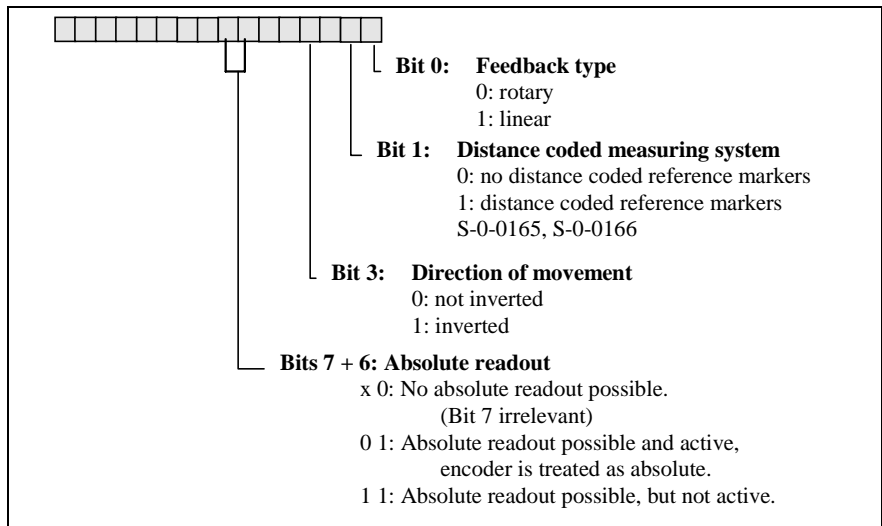 Bit 0: Feedback type
0: rotary
1: linear
Bit 1: Distance coded measuring system
0: no distance coded reference markers
1: distance coded reference markers
S-0-0165, S-0-0166
Bit 3: Direction of movement
0: not inverted
1: inverted
Bits 7 + 6: Absolute readout
x 0: No absolute readout possible.
(Bit 7 irrelevant)
0 1: Absolute readout possible and active,
encoder is treated as absolute.
1 1: Absolute readout possible, but not active.